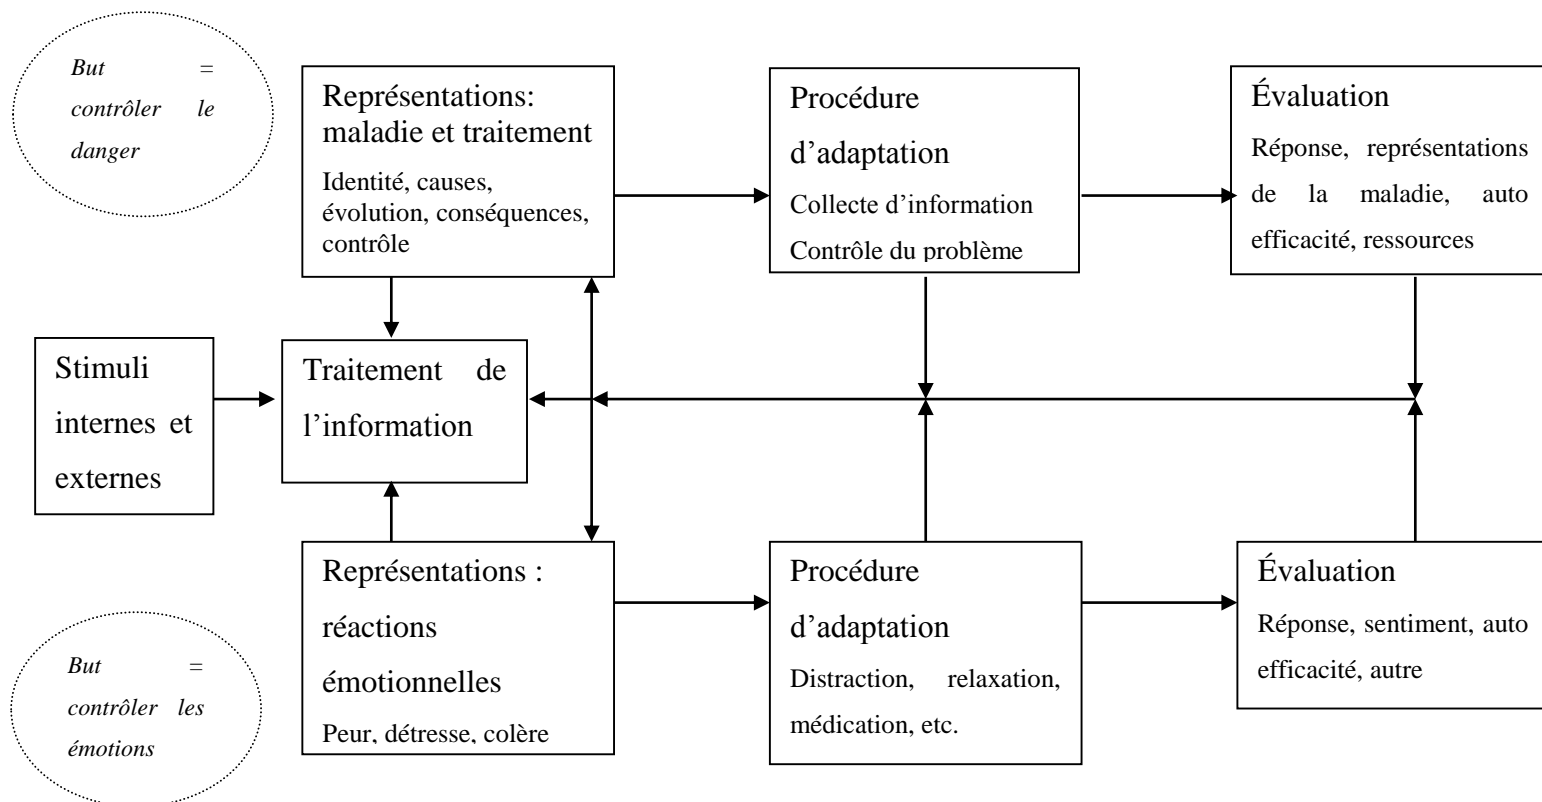 But =
contrôler le
danger
Représentations:
maladie et traitement
Identité, causes,
évolution, conséquences,
contrôle
Procédure
d’adaptation
Collecte d’information
Contrôle du problème
Évaluation
Réponse, représentations
de la maladie, auto
efficacité, ressources
Stimuli
internes et
externes
Traitement de
l’information
But =
contrôler les
émotions
Représentations :
réactions
émotionnelles
Peur, détresse, colère
Procédure
d’adaptation
Distraction, relaxation,
médication, etc.
Évaluation
Réponse, sentiment, auto
efficacité, autre